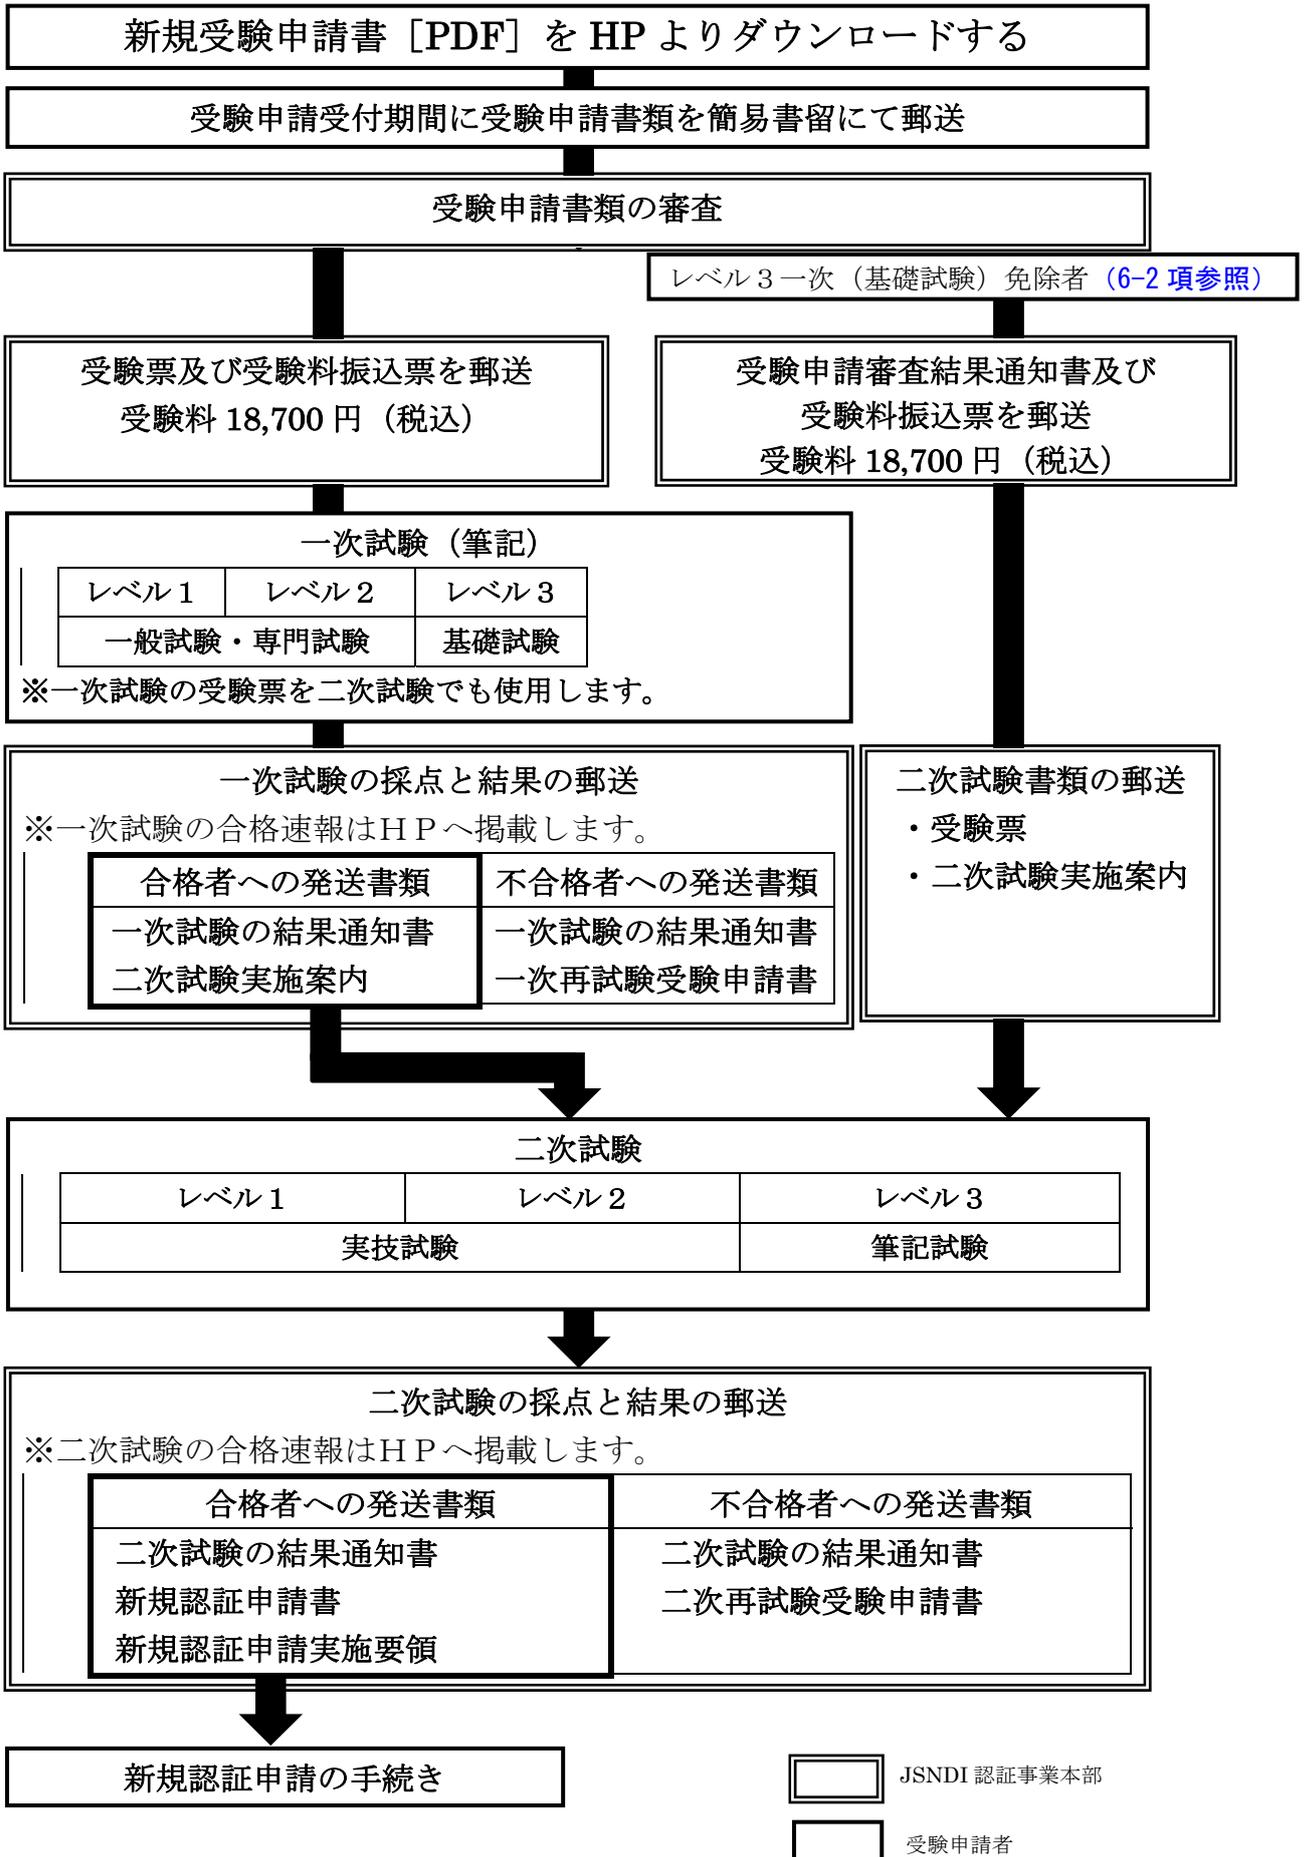 新規受験申請書［PDF］を HP よりダウンロードする
受験申請受付期間に受験申請書類を簡易書留にて郵送
受験申請書類の審査
レベル３一次（基礎試験）免除者（6-2 項参照）
受験票及び受験料振込票を郵送
受験料 18,700 円（税込）
受験申請審査結果通知書及び
受験料振込票を郵送
受験料 18,700 円（税込）
一次試験（筆記）
レベル１ レベル２ レベル３
一般試験・専門試験 基礎試験
※一次試験の受験票を二次試験でも使用します。
一次試験の採点と結果の郵送
※一次試験の合格速報はＨＰへ掲載します。
合格者への発送書類 不合格者への発送書類
一次試験の結果通知書 一次試験の結果通知書
二次試験実施案内 一次再試験受験申請書
二次試験書類の郵送
・受験票
・二次試験実施案内
二次試験
レベル１ レベル２ レベル３
実技試験 筆記試験
二次試験の採点と結果の郵送
※二次試験の合格速報はＨＰへ掲載します。
合格者への発送書類 不合格者への発送書類
二次試験の結果通知書 二次試験の結果通知書
新規認証申請書 二次再試験受験申請書
新規認証申請実施要領
新規認証申請の手続き
JSNDI 認証事業本部
受験申請者